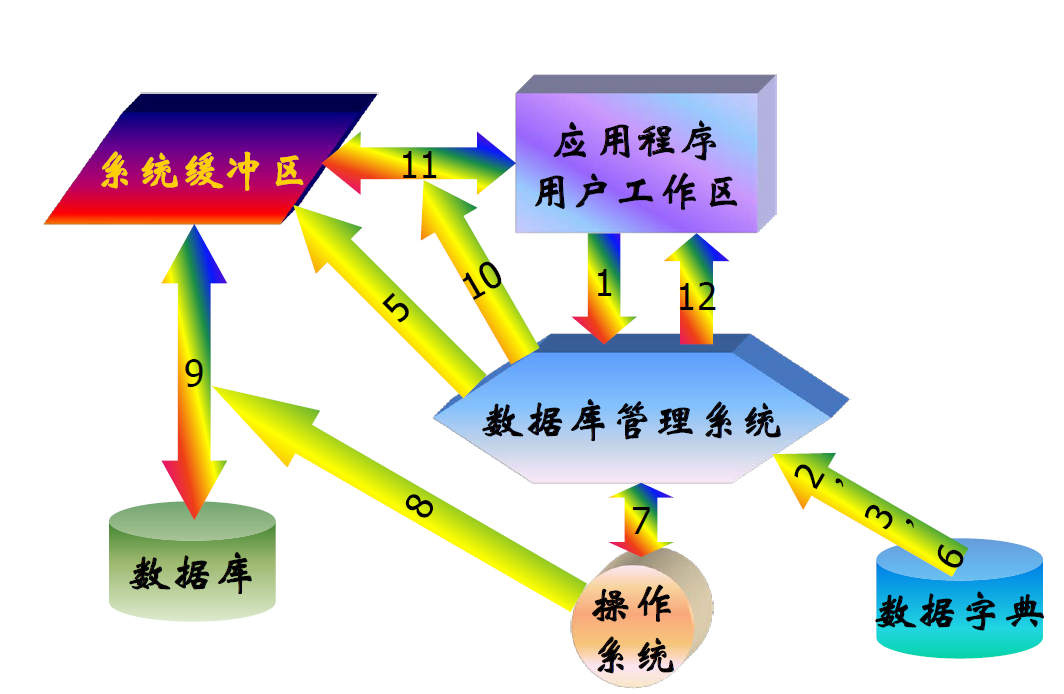 应用程序
用户工作区
系统缓冲区
11
10
5
1
12
9
数据库管理系统
2，
3，
6
7
8
数据库
操作
系统
数据字典